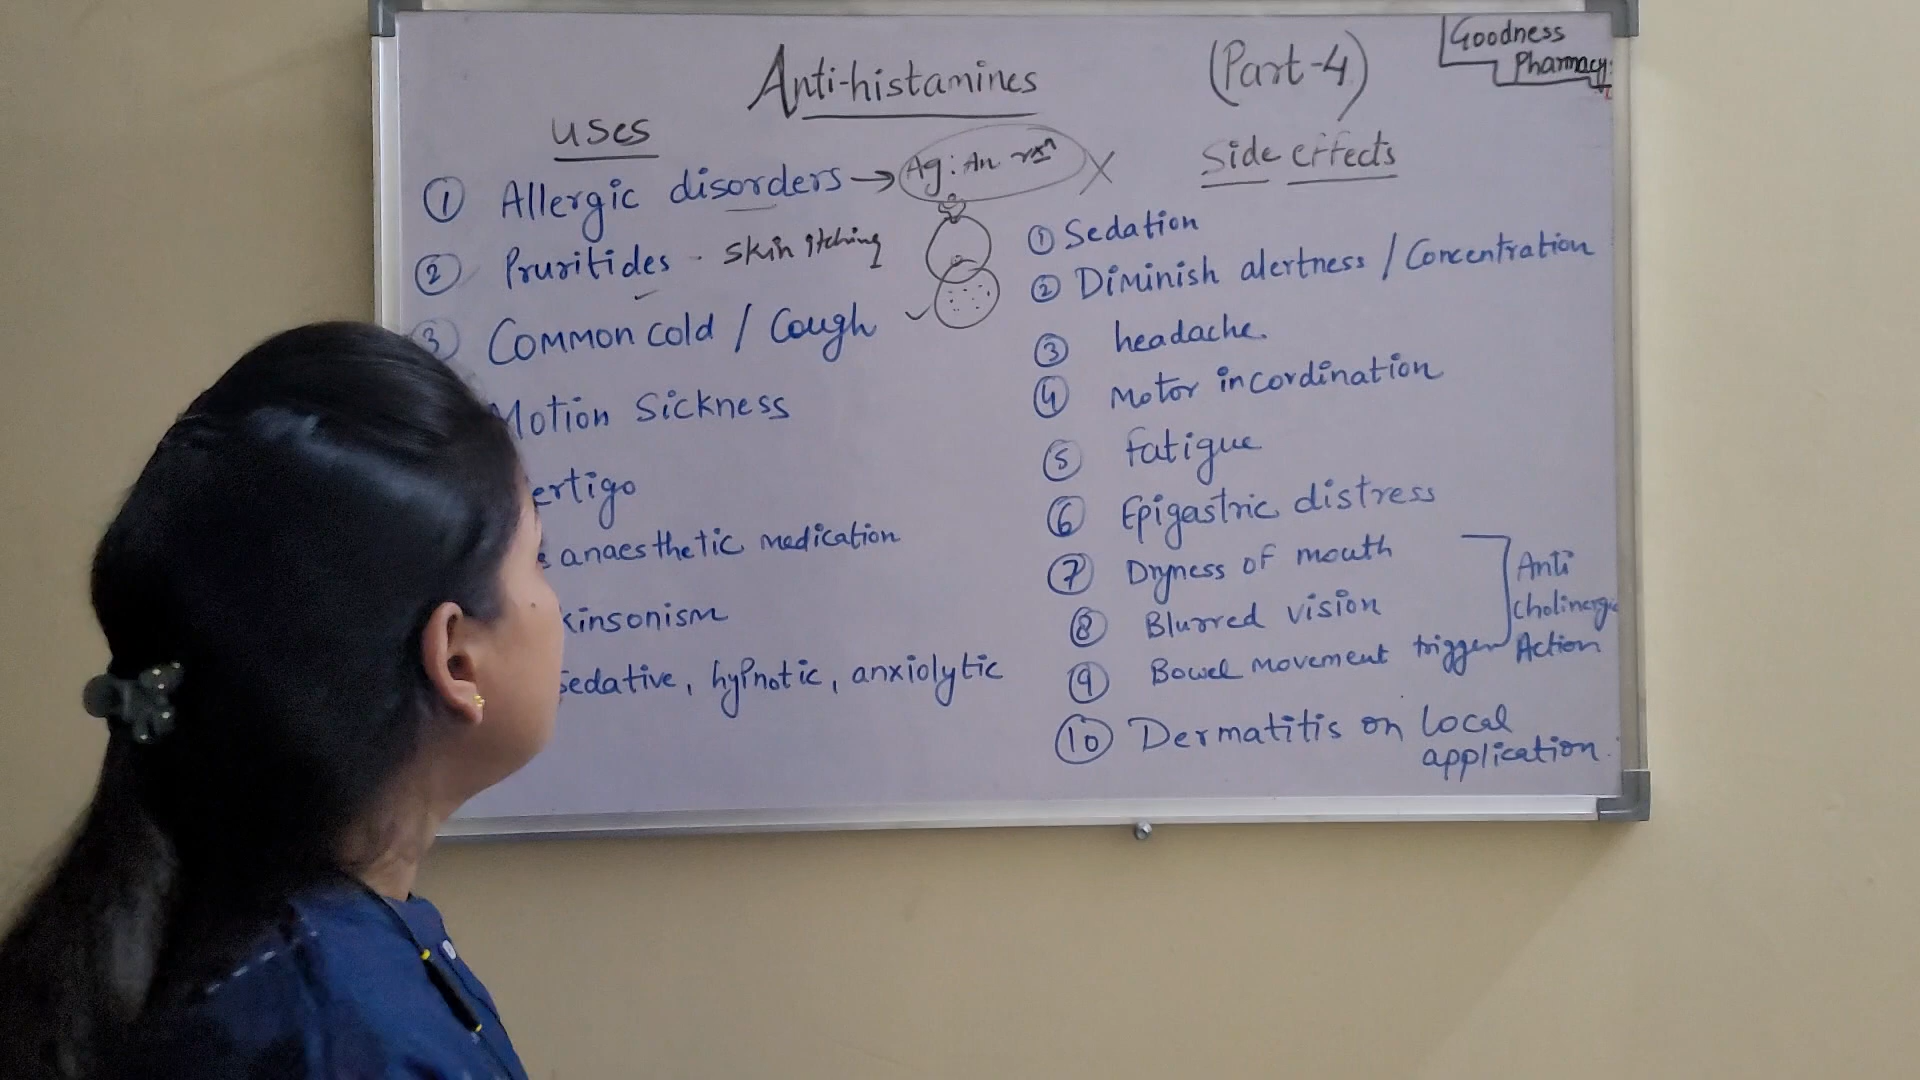 Anti-histamines
(Part-4)
Goodness
Pharmacy
uses
① Allergic disorders → Ag: An rxn X
② Pruritides - skin itching
3 Common cold / Cough ✓
Motion Sickness
ertigo
e anaesthetic medication
kinsonism
Sedative, hypnotic, anxiolytic
Side effects
① Sedation
② Diminish alertness / Concentration
③ headache.
④ Motor incordination
⑤ fatigue
⑥ Epigastric distress
⑦ Dryness of mouth
⑧ Blurred vision
⑨ Bowel movement trigger
Anti
cholinergic
Action
⑩ Dermatitis on local
application.